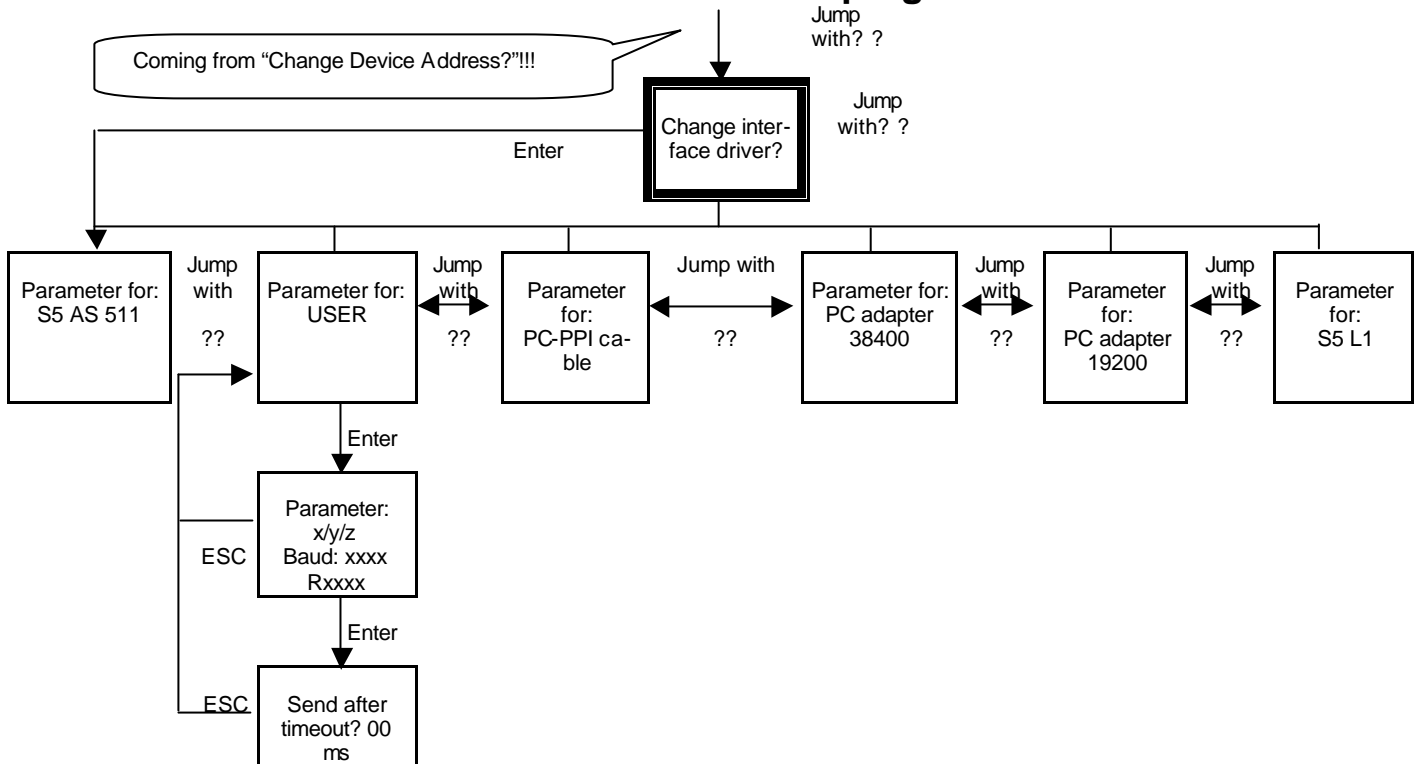 Jump
with? ?
Coming from “Change Device Address?”!!!
Jump
with? ?
Change inter-
face driver?
Enter
Parameter for:
S5 AS 511
Jump
with
??
Parameter for:
USER
Jump
with
??
Parameter
for:
PC-PPI ca-
ble
Jump with
??
Parameter for:
PC adapter
38400
Jump
with
??
Parameter
for:
PC adapter
19200
Jump
with
??
Parameter
for:
S5 L1
Enter
Parameter:
x/y/z
Baud: xxxx
Rxxxx
ESC
Enter
ESC
Send after
timeout? 00
ms